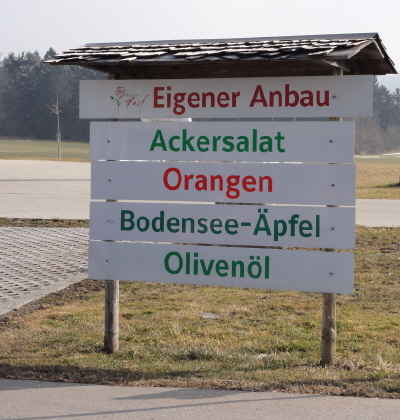 Eigener Anbau
Ackersalat
Orangen
Bodensee-Äpfel
Olivenöl